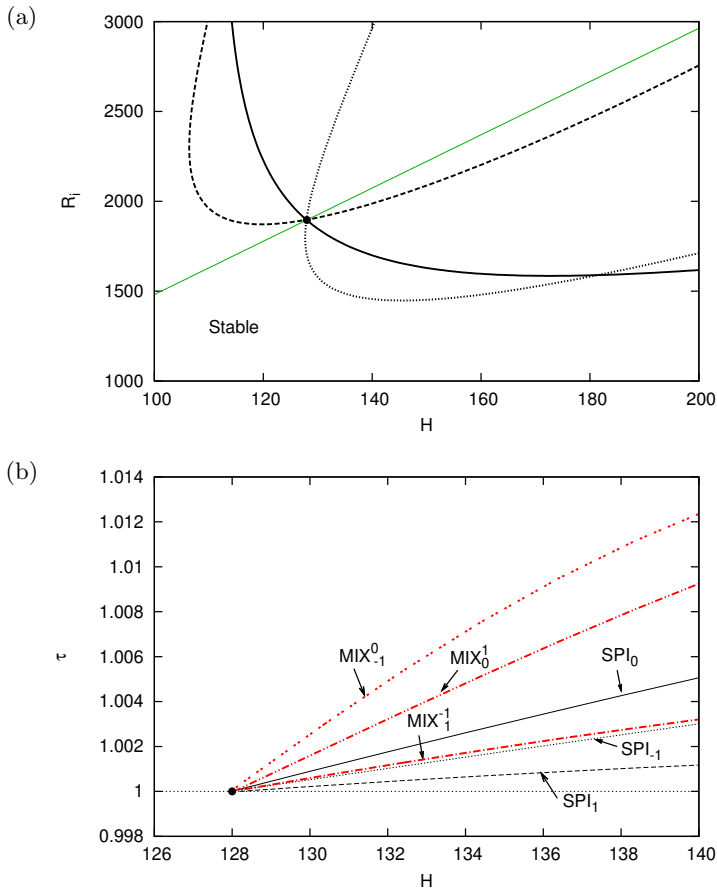 (a)
3000
2500
2000
1500
1000
R_i
Stable
100 120 140 160 180 200
H
(b)
1.014
1.012
1.01
1.008
1.006
1.004
1.002
1
0.998
τ
MIX^0_-1
MIX^1_0
SPI_0
MIX^-1_1
SPI_-1
SPI_1
126 128 130 132 134 136 138 140
H